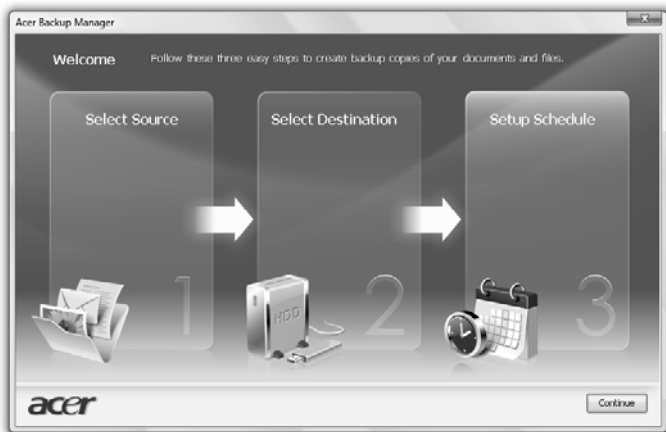 Acer Backup Manager
Welcome
Follow these three easy steps to create backup copies of your documents and files.
Select Source
Select Destination
Setup Schedule
1
HDD
2
3
acer
Continue